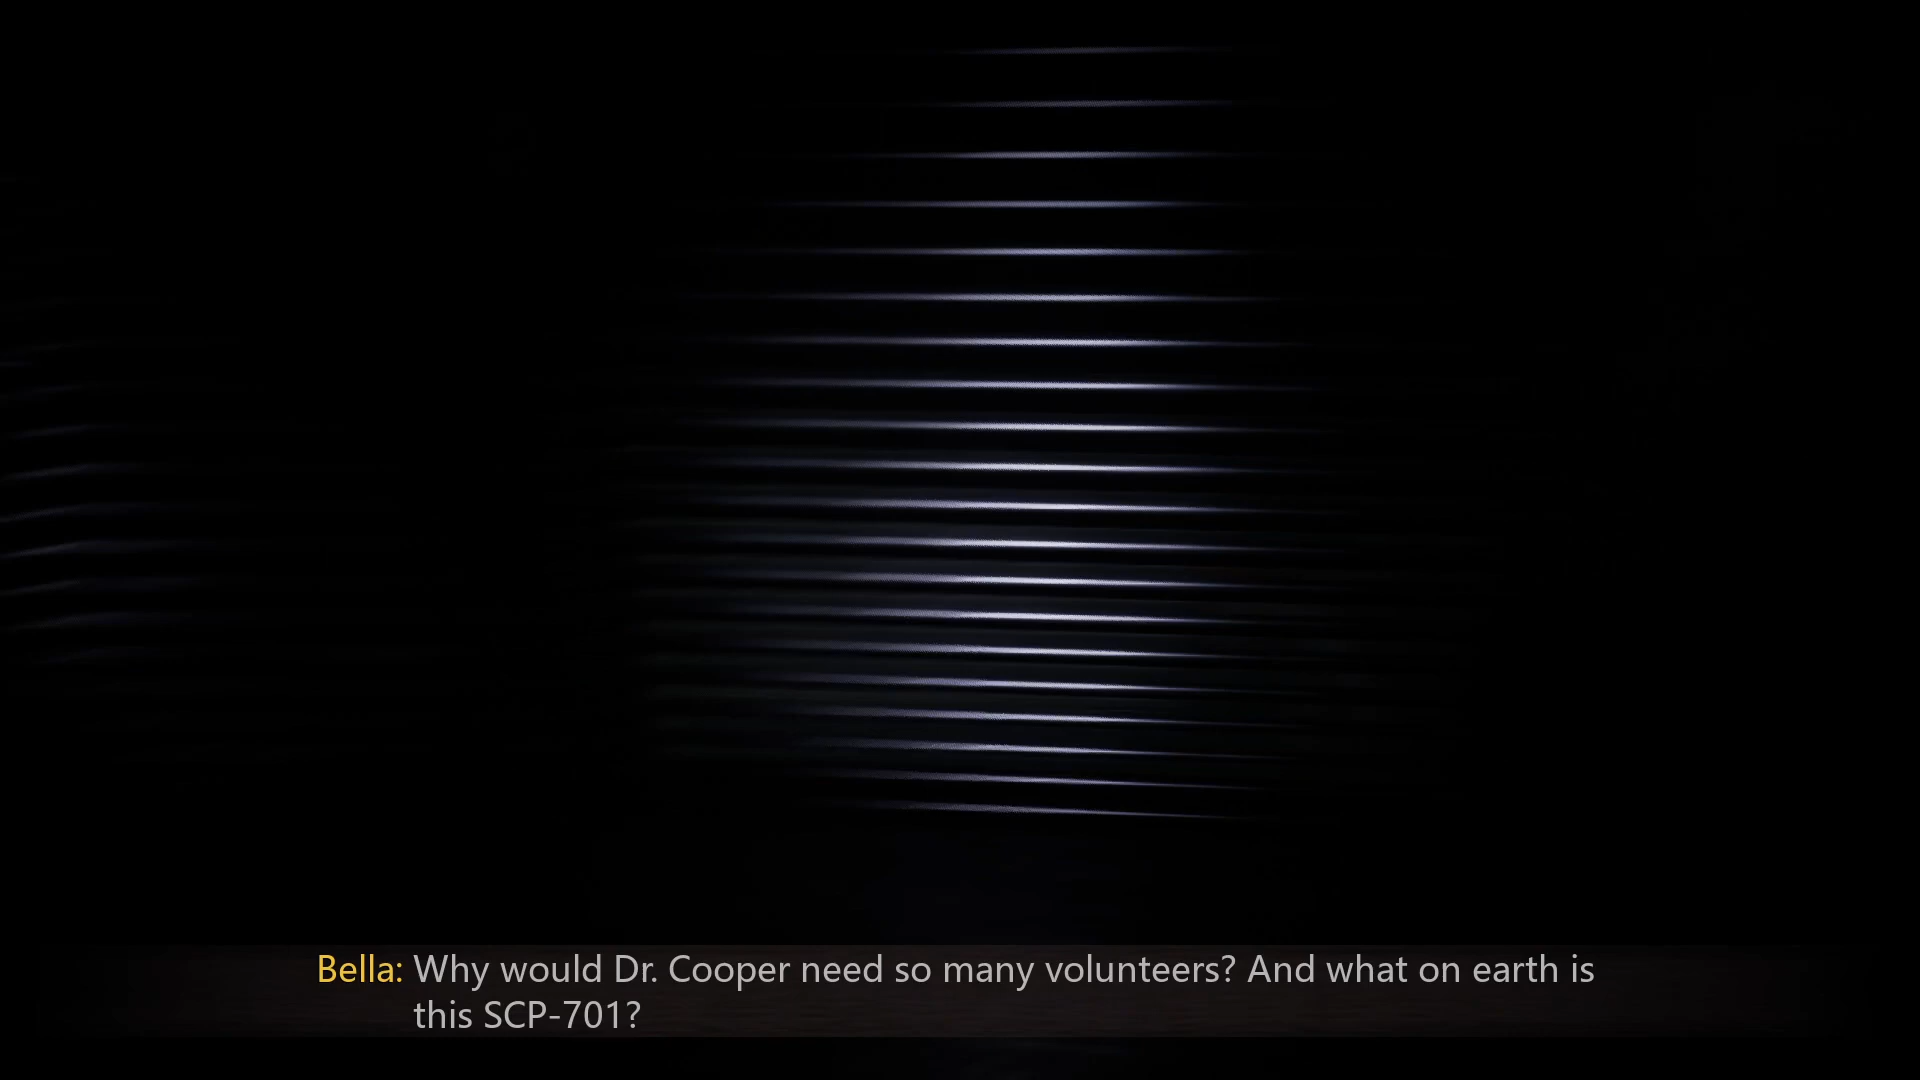 Bella: Why would Dr. Cooper need so many volunteers? And what on earth is
this SCP-701?